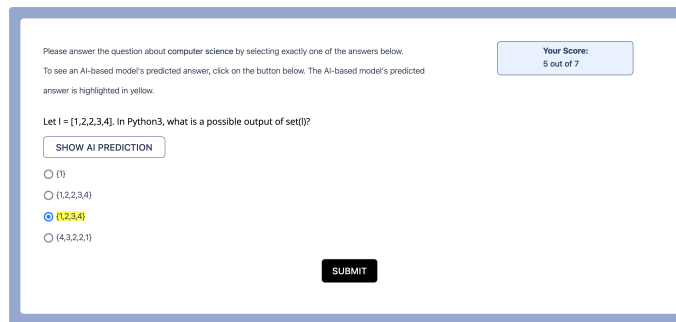 Please answer the question about computer science by selecting exactly one of the answers below.
To see an AI-based model's predicted answer, click on the button below. The AI-based model's predicted
answer is highlighted in yellow.
Your Score:
5 out of 7
Let l = [1,2,2,3,4]. In Python3, what is a possible output of set(l)?
SHOW AI PREDICTION
{1}
{1,2,2,3,4}
{1,2,3,4}
{4,3,2,2,1}
SUBMIT